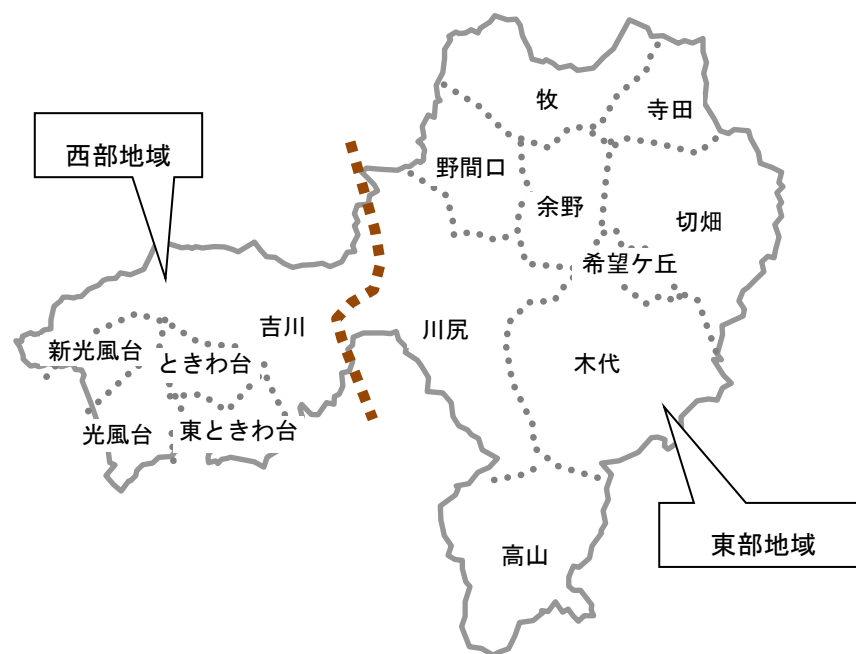 牧
寺田
西部地域
野間口
余野
切畑
希望ケ丘
吉川
川尻
新光風台
ときわ台
木代
光風台
東ときわ台
東部地域
高山